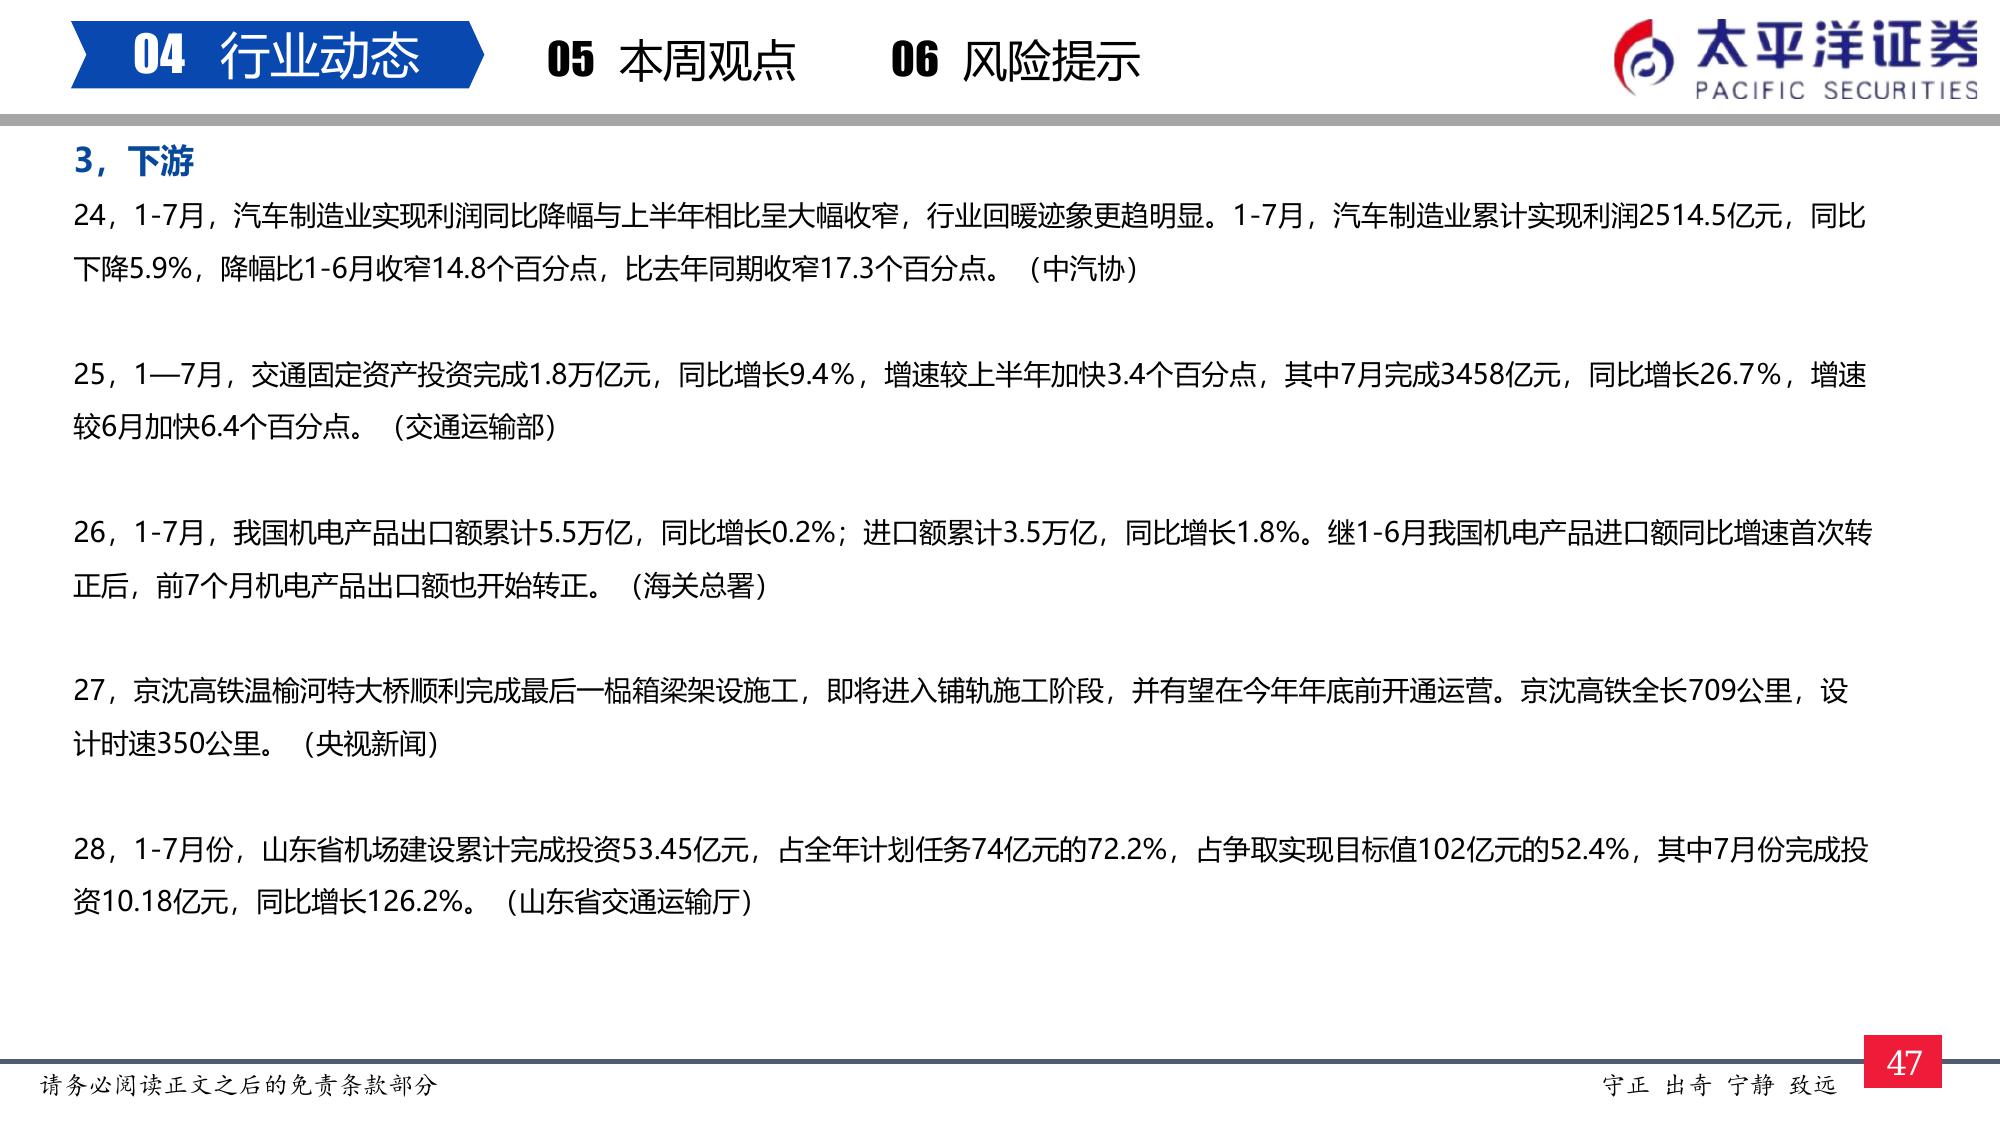 04 行业动态 05 本周观点 06 风险提示
太平洋证券
PACIFIC SECURITIES
3，下游
24，1-7月，汽车制造业实现利润同比降幅与上半年相比呈大幅收窄，行业回暖迹象更趋明显。1-7月，汽车制造业累计实现利润2514.5亿元，同比
下降5.9%，降幅比1-6月收窄14.8个百分点，比去年同期收窄17.3个百分点。（中汽协）
25，1—7月，交通固定资产投资完成1.8万亿元，同比增长9.4%，增速较上半年加快3.4个百分点，其中7月完成3458亿元，同比增长26.7%，增速
较6月加快6.4个百分点。（交通运输部）
26，1-7月，我国机电产品出口额累计5.5万亿，同比增长0.2%；进口额累计3.5万亿，同比增长1.8%。继1-6月我国机电产品进口额同比增速首次转
正后，前7个月机电产品出口额也开始转正。（海关总署）
27，京沈高铁温榆河特大桥顺利完成最后一榀箱梁架设施工，即将进入铺轨施工阶段，并有望在今年年底前开通运营。京沈高铁全长709公里，设
计时速350公里。（央视新闻）
28，1-7月份，山东省机场建设累计完成投资53.45亿元，占全年计划任务74亿元的72.2%，占争取实现目标值102亿元的52.4%，其中7月份完成投
资10.18亿元，同比增长126.2%。（山东省交通运输厅）
请务必阅读正文之后的免责条款部分
守正 出奇 宁静 致远
47